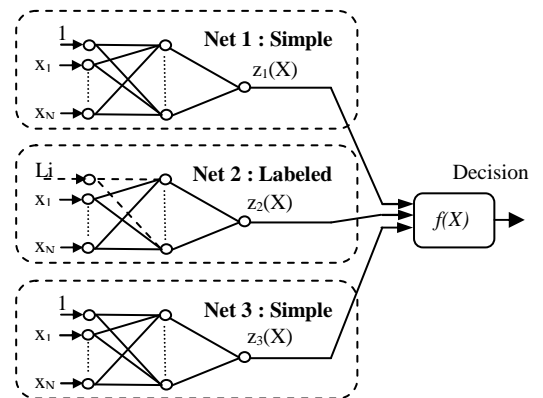 Net 1 : Simple
1
x1
xN
z1(X)
Net 2 : Labeled
Li
x1
xN
z2(X)
Decision
f(X)
Net 3 : Simple
1
x1
xN
z3(X)